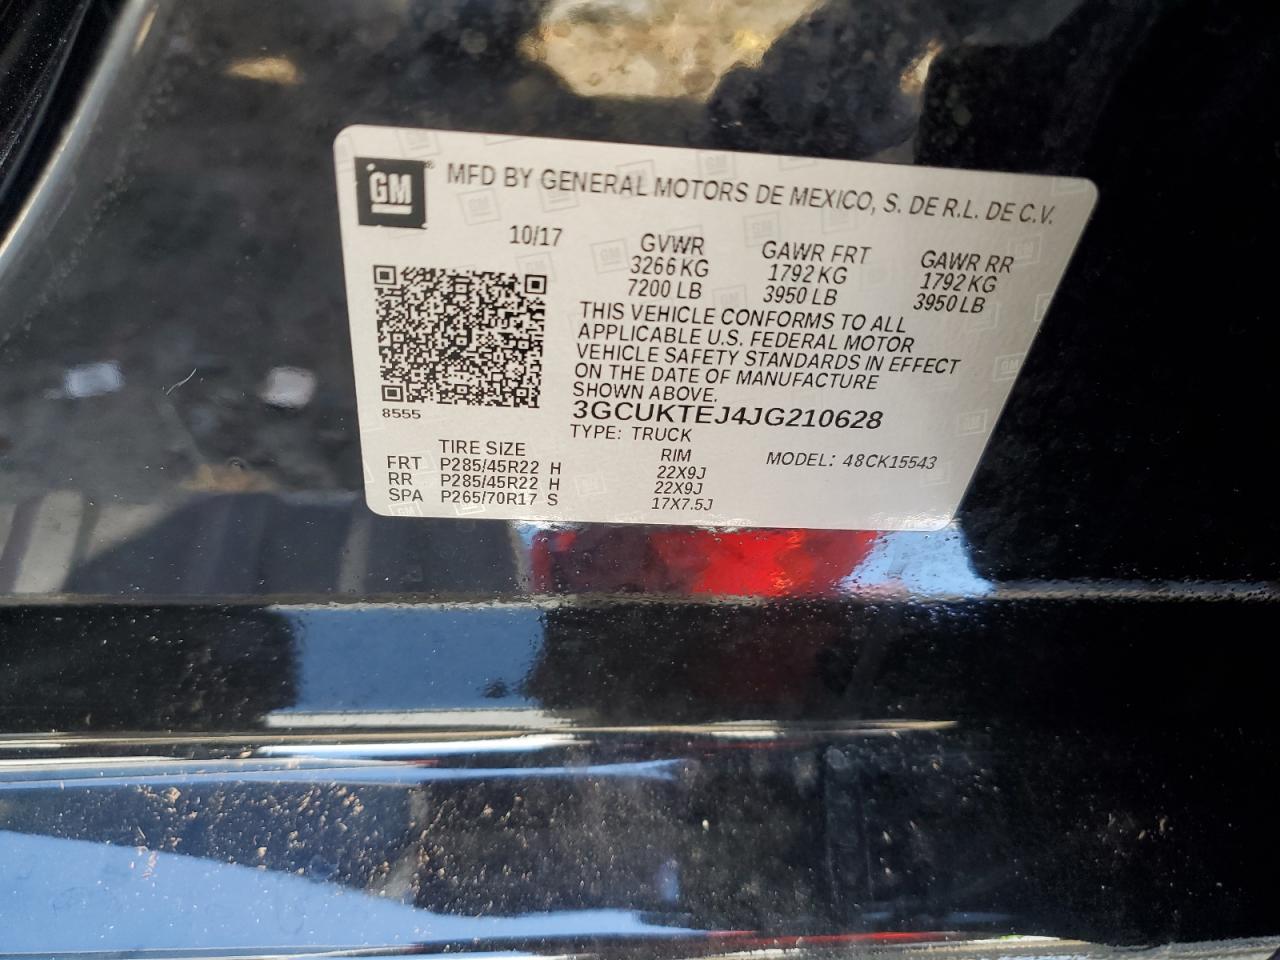 GM ® MFD BY GENERAL MOTORS DE MEXICO, S. DE R.L. DE C.V.
10/17
GVWR GAWR FRT GAWR RR
3266 KG 1792 KG 1792 KG
7200 LB 3950 LB 3950 LB
THIS VEHICLE CONFORMS TO ALL
APPLICABLE U.S. FEDERAL MOTOR
VEHICLE SAFETY STANDARDS IN EFFECT
ON THE DATE OF MANUFACTURE
SHOWN ABOVE.
8555
3GCUKTEJ4JG210628
TYPE: TRUCK
TIRE SIZE RIM MODEL: 48CK15543
FRT P285/45R22 H 22X9J
RR P285/45R22 H 22X9J
SPA P265/70R17 S 17X7.5J